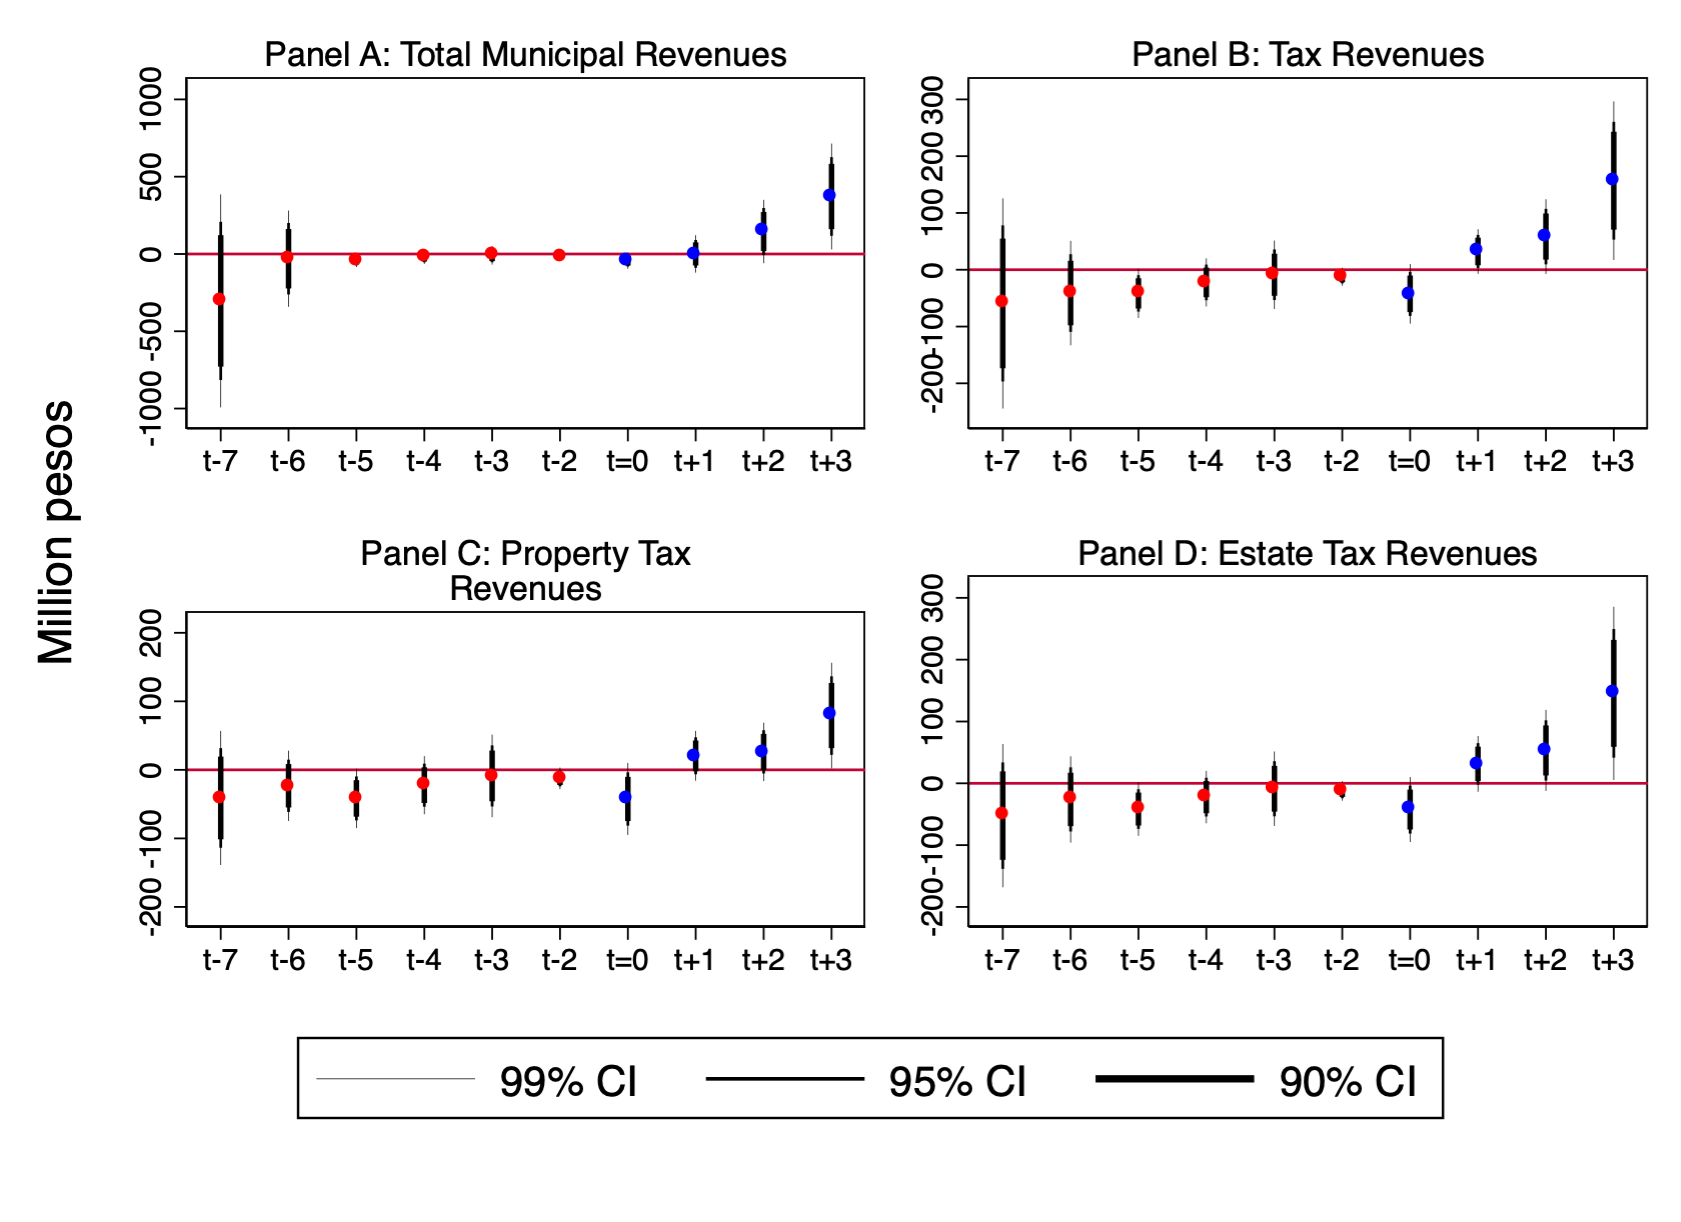 Million pesos
Panel A: Total Municipal Revenues
1000
500
0
-500
-1000
t-7 t-6 t-5 t-4 t-3 t-2 t=0 t+1 t+2 t+3
Panel B: Tax Revenues
300
200
100
0
-100
-200
t-7 t-6 t-5 t-4 t-3 t-2 t=0 t+1 t+2 t+3
Panel C: Property Tax
Revenues
200
100
0
-100
-200
t-7 t-6 t-5 t-4 t-3 t-2 t=0 t+1 t+2 t+3
Panel D: Estate Tax Revenues
300
200
100
0
-100
-200
t-7 t-6 t-5 t-4 t-3 t-2 t=0 t+1 t+2 t+3
99% CI 95% CI 90% CI